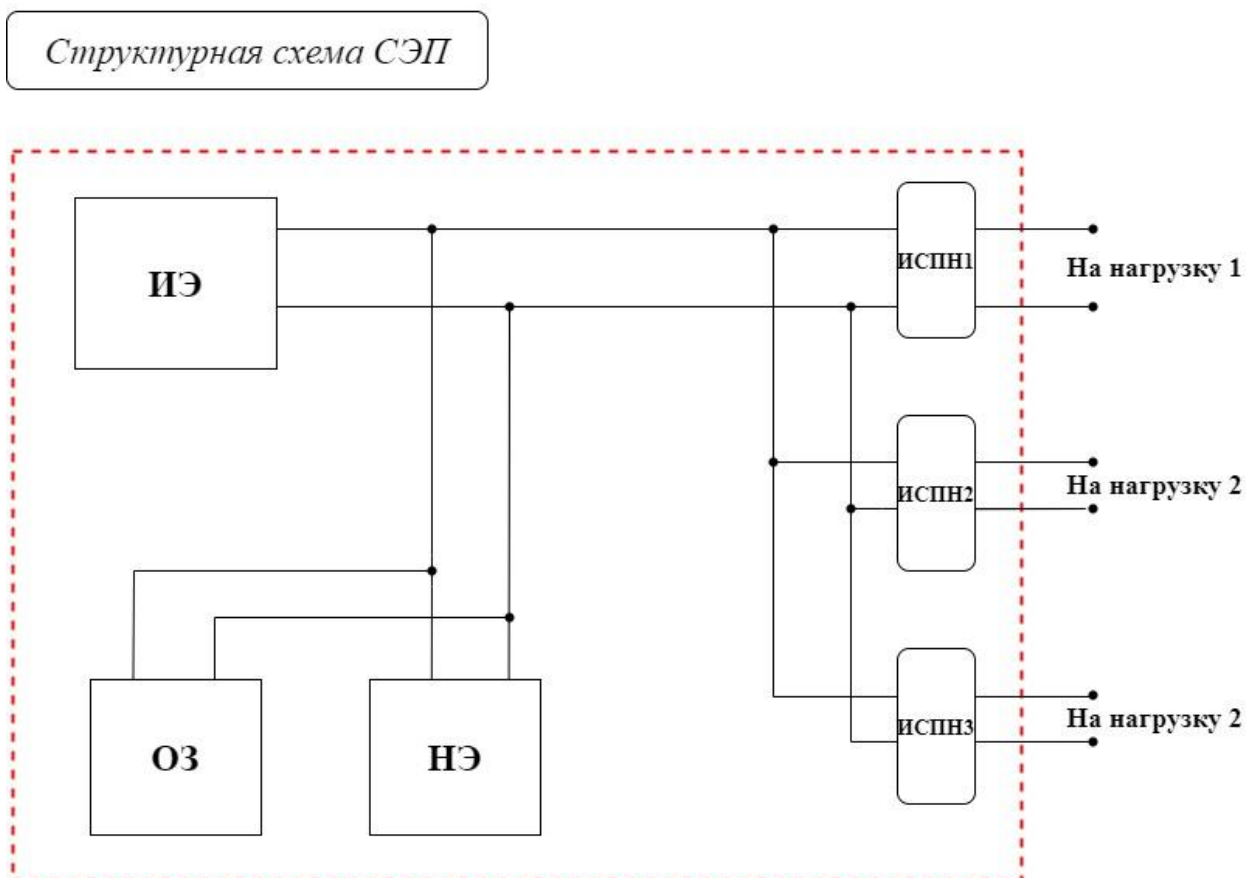 Структурная схема СЭП
ИЭ
ИСПН1
На нагрузку 1
ИСПН2
На нагрузку 2
ОЗ
НЭ
ИСПН3
На нагрузку 2